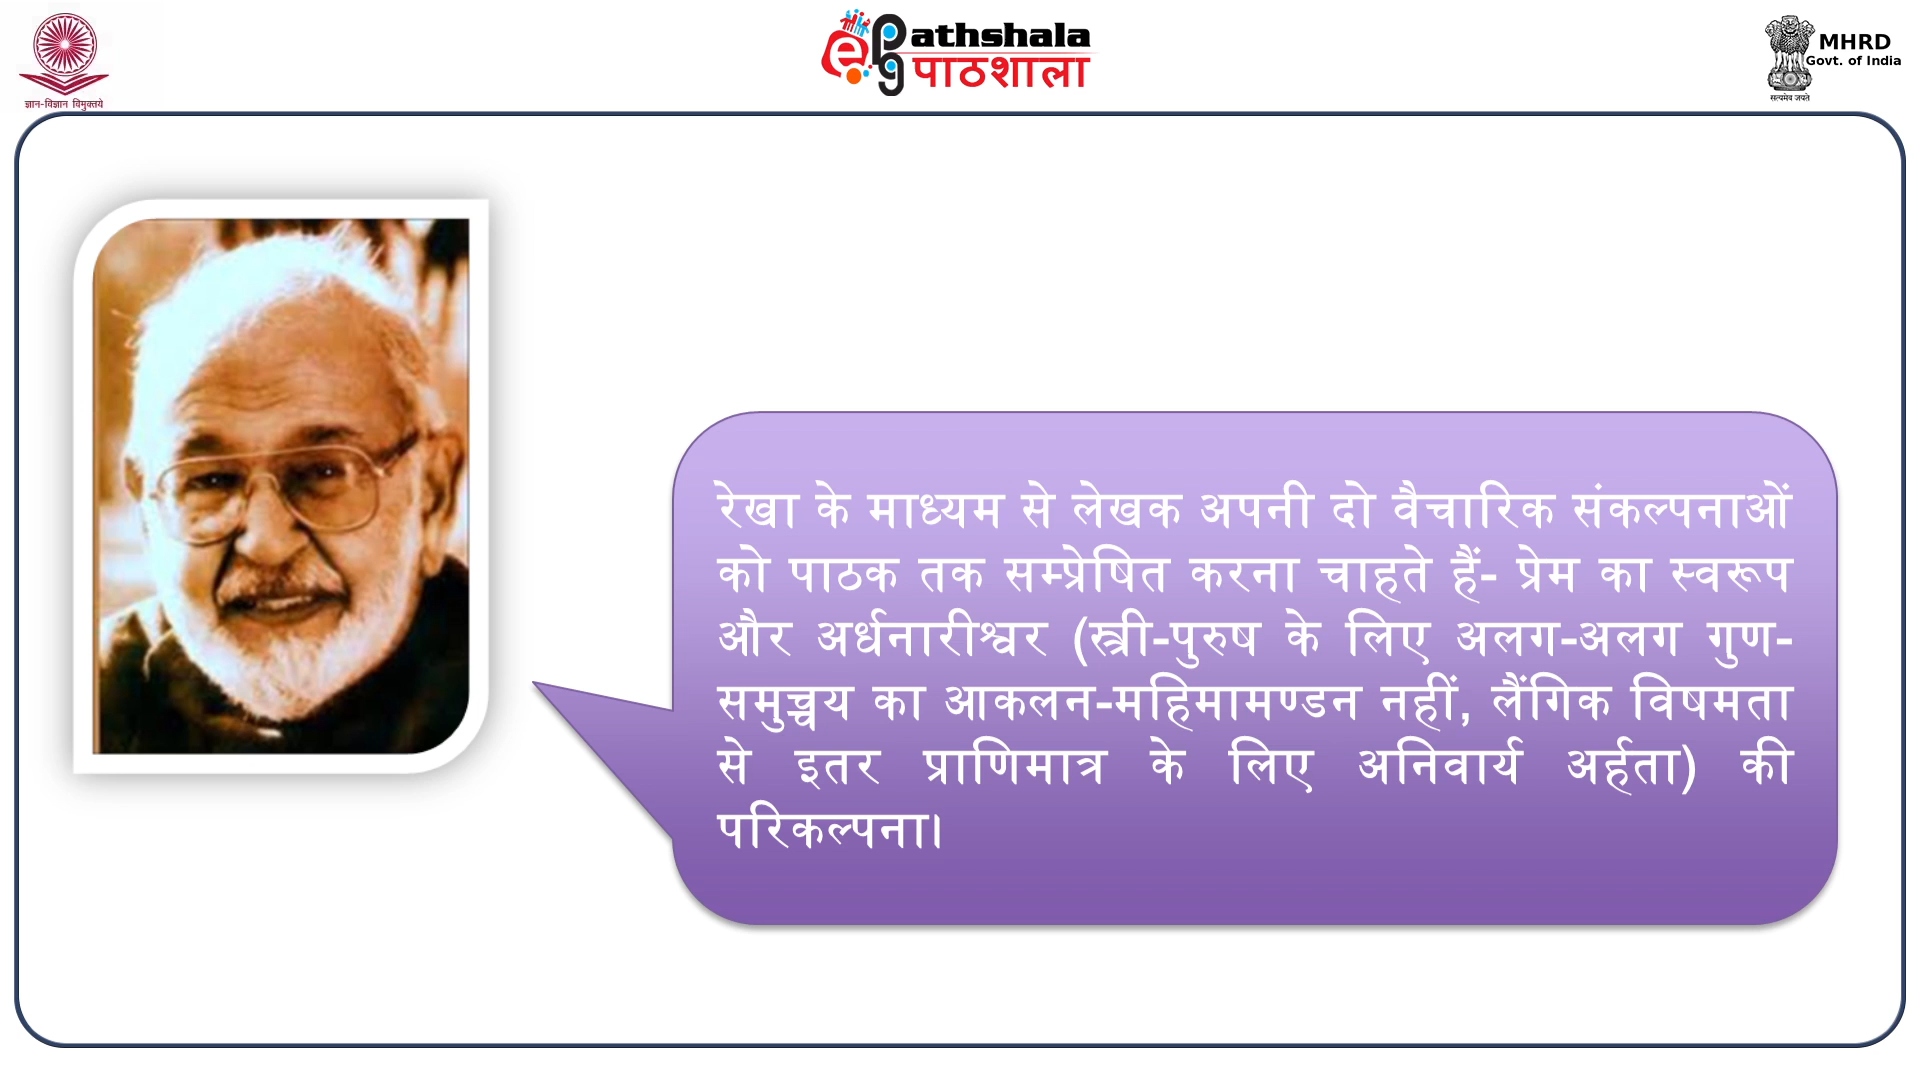 ज्ञान-विज्ञान विमुक्तये
ePathshala
पाठशाला
MHRD
Govt. of India
सत्यमेव जयते
रेखा के माध्यम से लेखक अपनी दो वैचारिक संकल्पनाओं
को पाठक तक सम्प्रेषित करना चाहते हैं- प्रेम का स्वरूप
और अर्धनारीश्वर (स्त्री-पुरुष के लिए अलग-अलग गुण-
समुच्चय का आकलन-महिमामण्डन नहीं, लैंगिक विषमता
से इतर प्राणिमात्र के लिए अनिवार्य अर्हता) की
परिकल्पना।